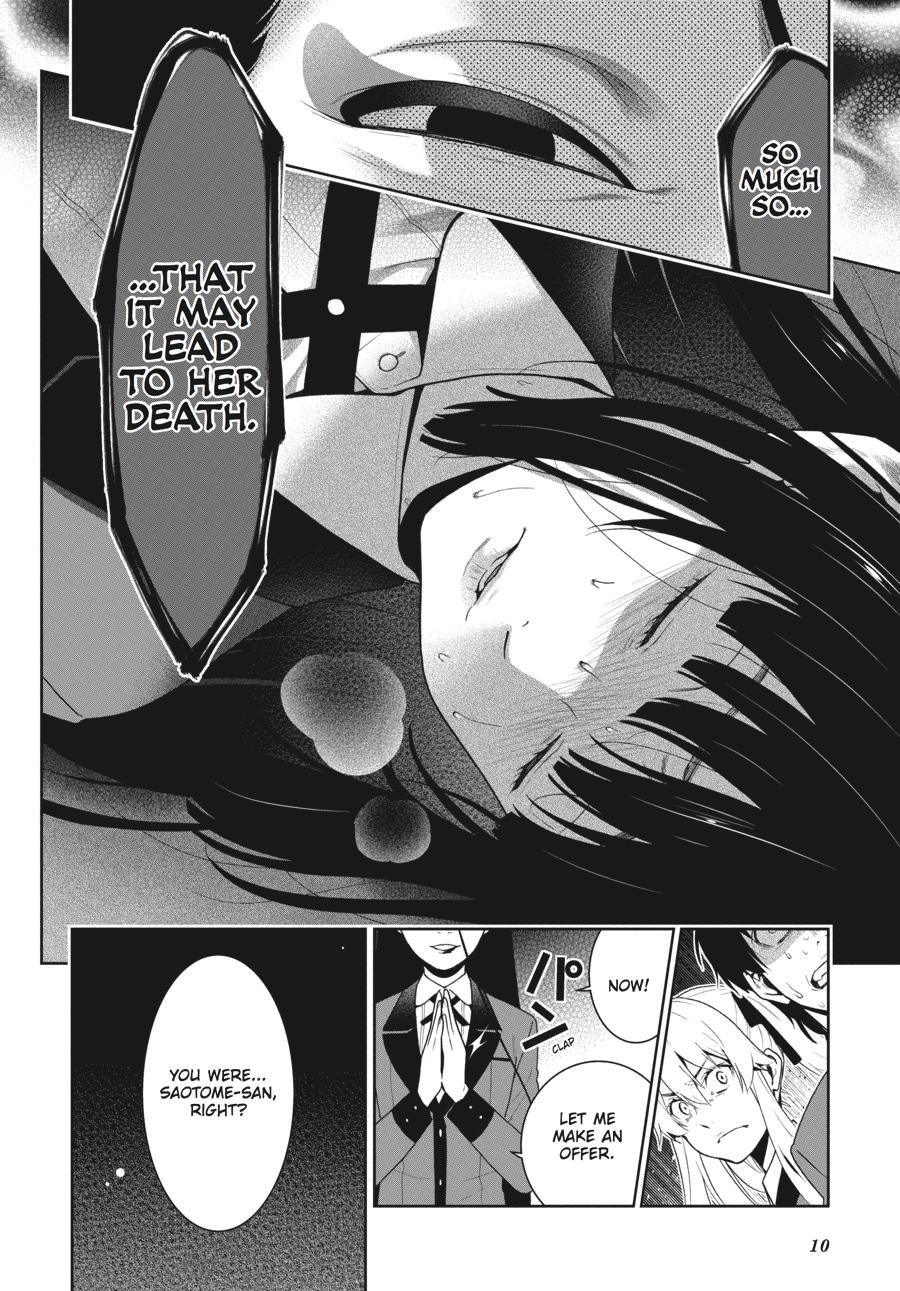 SO
MUCH
SO...
...THAT
IT MAY
LEAD
TO HER
DEATH.
NOW!
パン
CLAP
LET ME
MAKE AN
OFFER.
YOU WERE...
SAOTOME-SAN,
RIGHT?
10